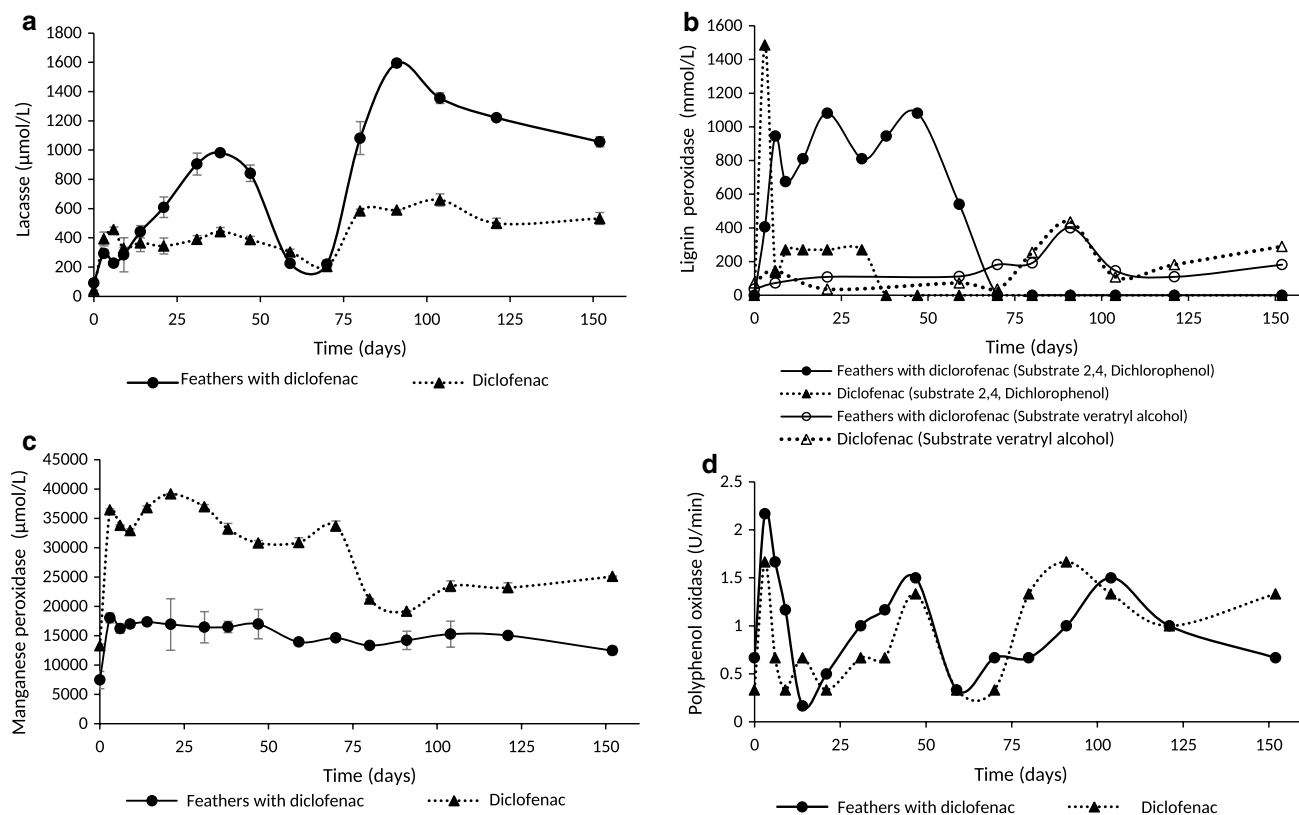 a
1800
1600
1400
1200
1000
800
600
400
200
0
Lacasse (µmol/L)
0 25 50 75 100 125 150
Time (days)
Feathers with diclofenac Diclofenac
b
1600
1400
1200
1000
800
600
400
200
0
Lignin peroxidase (mmol/L)
0 25 50 75 100 125 150
Time (days)
Feathers with diclorofenac (Substrate 2,4, Dichlorophenol)
Diclofenac (substrate 2,4, Dichlorophenol)
Feathers with diclorofenac (Substrate veratryl alcohol)
Diclofenac (Substrate veratryl alcohol)
c
45000
40000
35000
30000
25000
20000
15000
10000
5000
0
Manganese peroxidase (µmol/L)
0 25 50 75 100 125 150
Time (days)
Feathers with diclofenac Diclofenac
d
2.5
2
1.5
1
0.5
0
Polyphenol oxidase (U/min)
0 25 50 75 100 125 150
Time (days)
Feathers with diclofenac Diclofenac